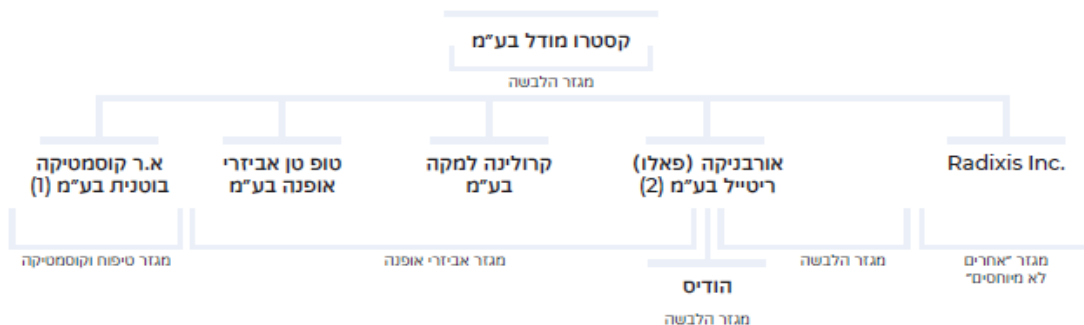 קסטרו מודל בע״מ
מגזר הלבשה
Radixis Inc.
אורבניקה (פאלו)
ריטייל בע״מ (2)
קרולינה למקה
בע״מ
טופ טן אביזרי
אופנה בע״מ
א.ר קוסמטיקה
בוטנית בע״מ (1)
מגזר ״אחרים
לא מיוחסים״
מגזר הלבשה
מגזר אביזרי אופנה
מגזר טיפוח וקוסמטיקה
הודיס
מגזר הלבשה